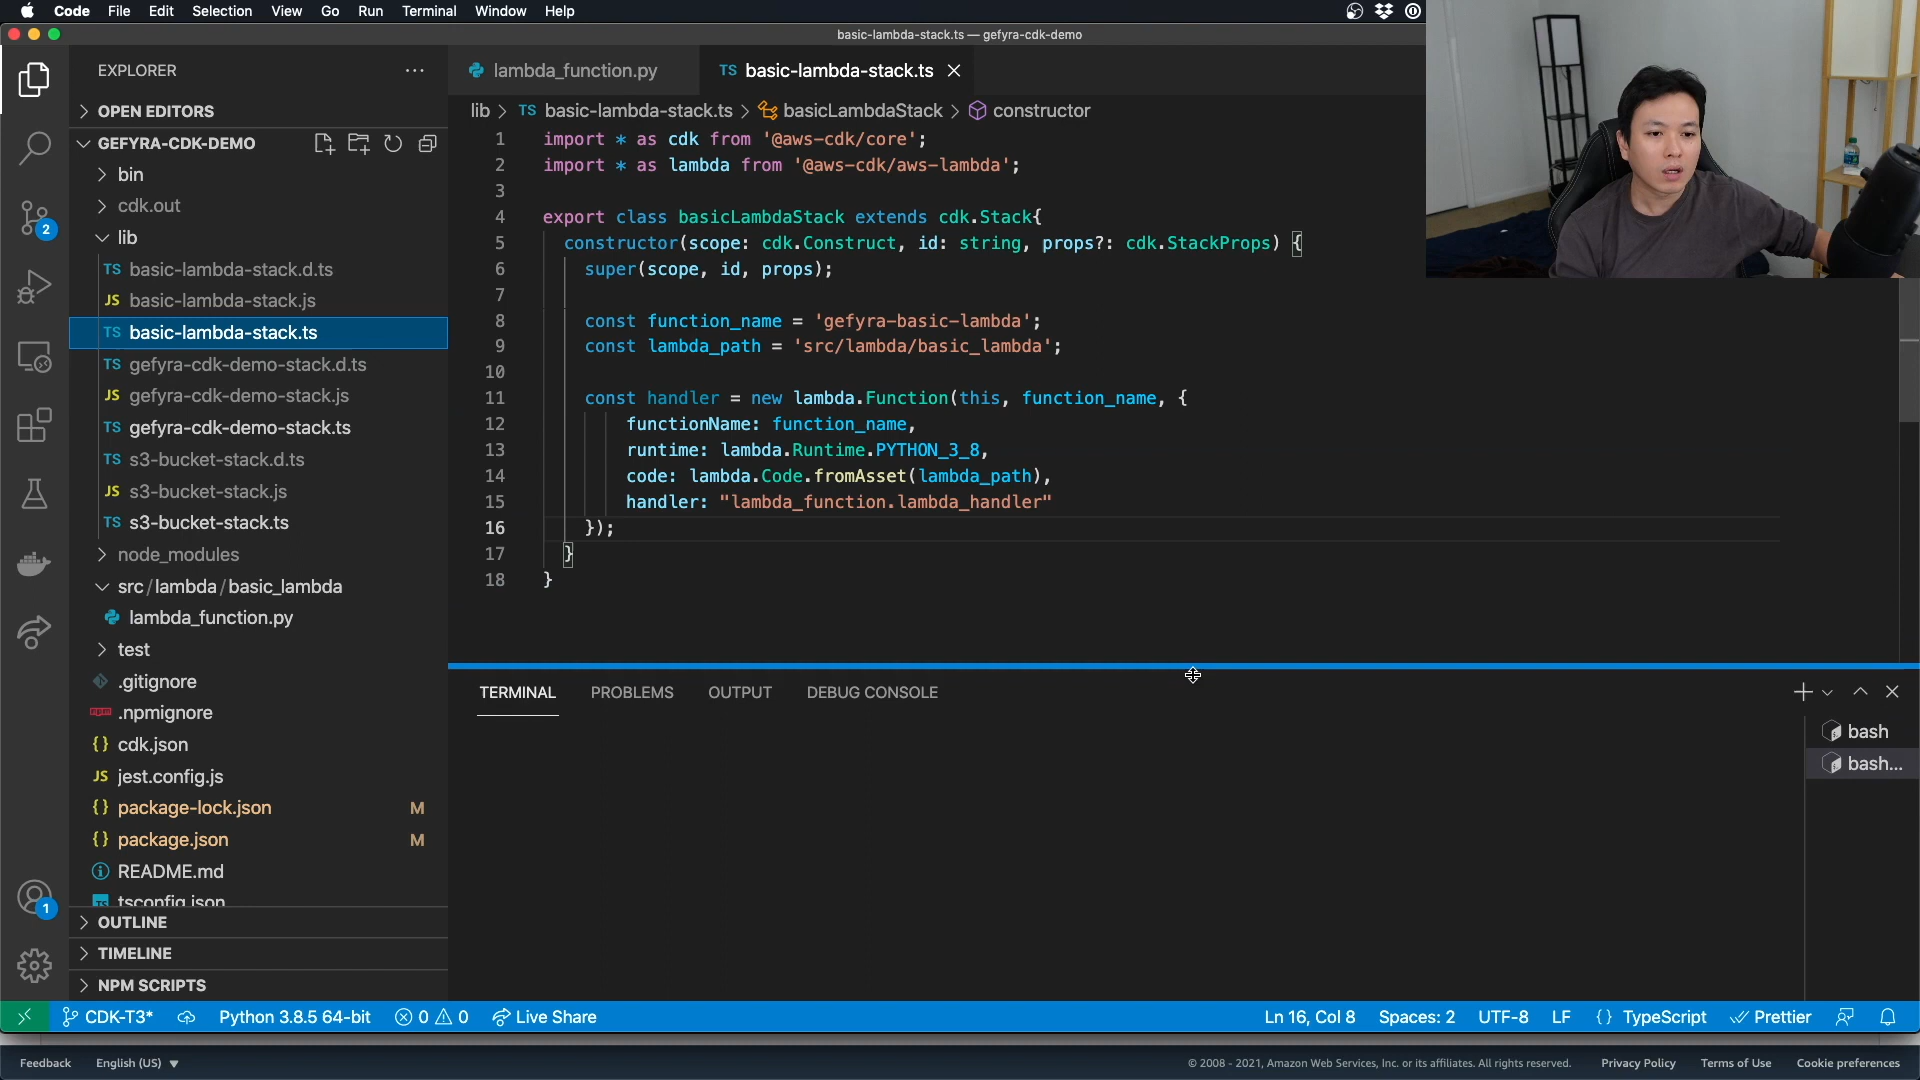 Code File Edit Selection View Go Run Terminal Window Help
basic-lambda-stack.ts — gefyra-cdk-demo
EXPLORER
OPEN EDITORS
GEFYRA-CDK-DEMO
bin
cdk.out
lib
TS basic-lambda-stack.d.ts
JS basic-lambda-stack.js
TS basic-lambda-stack.ts
TS gefyra-cdk-demo-stack.d.ts
JS gefyra-cdk-demo-stack.js
TS gefyra-cdk-demo-stack.ts
TS s3-bucket-stack.d.ts
JS s3-bucket-stack.js
TS s3-bucket-stack.ts
node_modules
src/lambda/basic_lambda
lambda_function.py
test
.gitignore
.npmignore
{} cdk.json
JS jest.config.js
{} package-lock.json M
{} package.json M
README.md
tsconfig.json
OUTLINE
TIMELINE
NPM SCRIPTS
2
1
lambda_function.py
TS basic-lambda-stack.ts
lib > TS basic-lambda-stack.ts > basicLambdaStack > constructor
1 import * as cdk from '@aws-cdk/core';
2 import * as lambda from '@aws-cdk/aws-lambda';
3
4 export class basicLambdaStack extends cdk.Stack{
5 constructor(scope: cdk.Construct, id: string, props?: cdk.StackProps) {
6 super(scope, id, props);
7
8 const function_name = 'gefyra-basic-lambda';
9 const lambda_path = 'src/lambda/basic_lambda';
10
11 const handler = new lambda.Function(this, function_name, {
12 functionName: function_name,
13 runtime: lambda.Runtime.PYTHON_3_8,
14 code: lambda.Code.fromAsset(lambda_path),
15 handler: "lambda_function.lambda_handler"
16 });
17 }
18 }
TERMINAL PROBLEMS OUTPUT DEBUG CONSOLE
bash
bash...
CDK-T3* Python 3.8.5 64-bit 0 0 Live Share Ln 16, Col 8 Spaces: 2 UTF-8 LF {} TypeScript Prettier
Feedback English (US) © 2008 - 2021, Amazon Web Services, Inc. or its affiliates. All rights reserved. Privacy Policy Terms of Use Cookie preferences